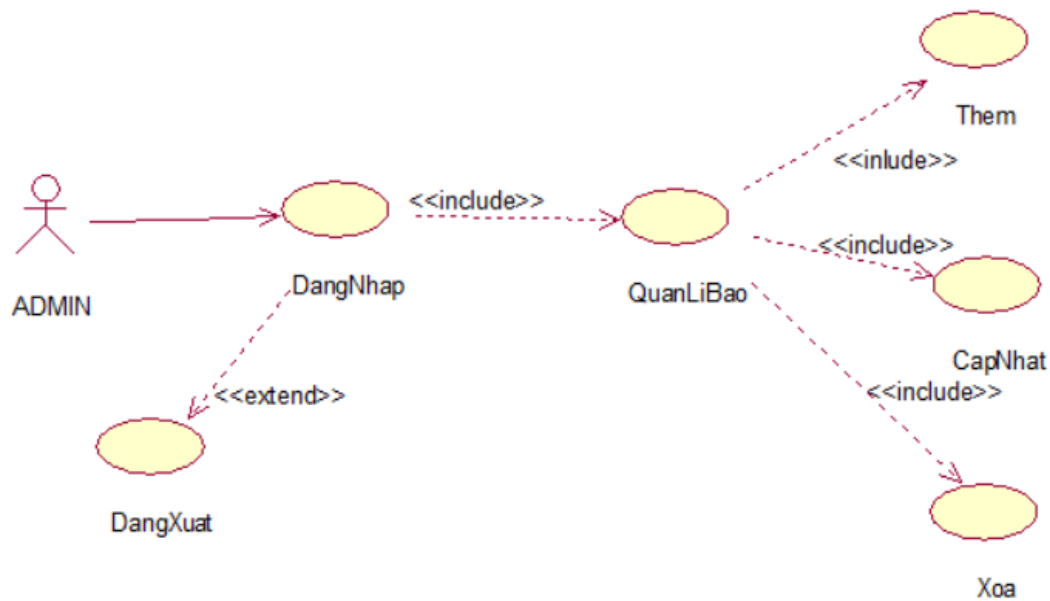 Them
<<inlude>>
<<include>>
<<include>>
DangNhap
QuanLiBao
ADMIN
CapNhat
<<extend>>
<<include>>
DangXuat
Xoa